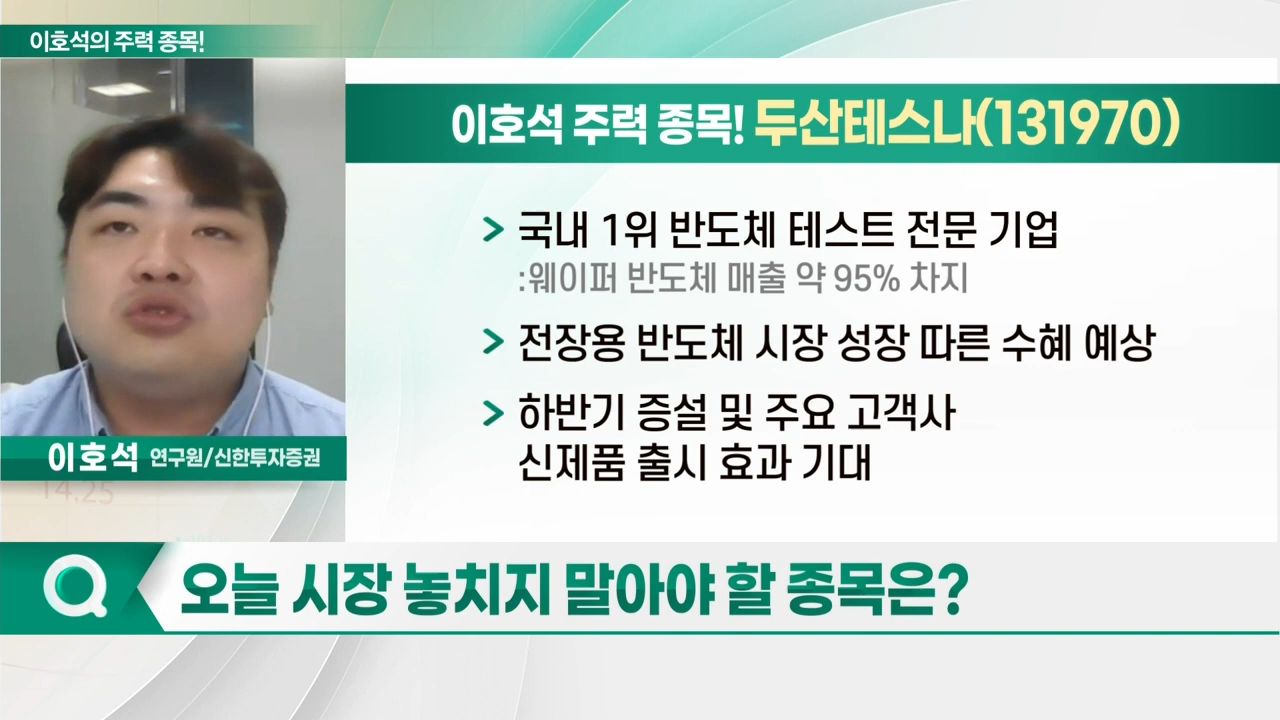 이호석의 주력 종목!
이호석 주력 종목! 두산테스나(131970)
> 국내 1위 반도체 테스트 전문 기업
:웨이퍼 반도체 매출 약 95% 차지
> 전장용 반도체 시장 성장 따른 수혜 예상
> 하반기 증설 및 주요 고객사
신제품 출시 효과 기대
이호석 연구원/신한투자증권
14.25
Q 오늘 시장 놓치지 말아야 할 종목은?